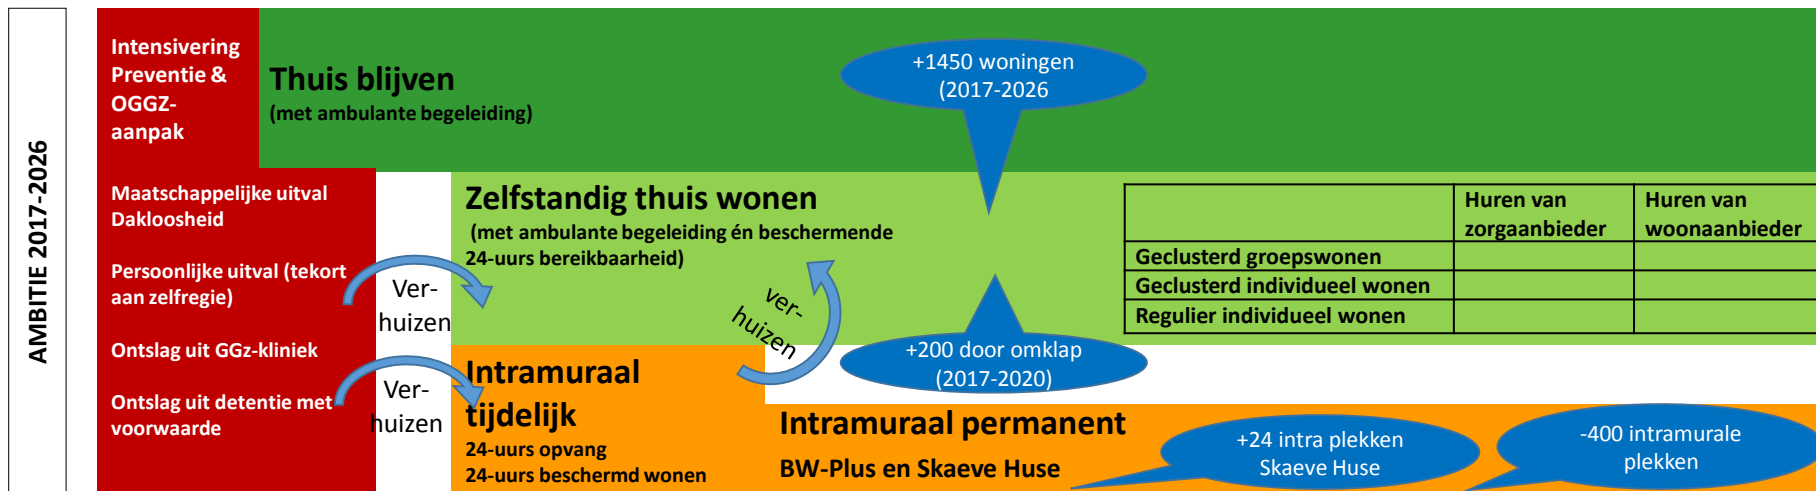 AMBITIE 2017-2026
Intensivering
Preventie &
OGGZ-
aanpak
Thuis blijven
(met ambulante begeleiding)
+1450 woningen
(2017-2026
Maatschappelijke uitval
Dakloosheid
Persoonlijke uitval (tekort
aan zelfregie)
Ontslag uit GGz-kliniek
Ontslag uit detentie met
voorwaarde
Ver-
huizen
Ver-
huizen
Zelfstandig thuis wonen
(met ambulante begeleiding én beschermende
24-uurs bereikbaarheid)
ver-
huizen
+200 door omklap
(2017-2020)
Huren van
zorgaanbieder
Huren van
woonaanbieder
Geclusterd groepswonen
Geclusterd individueel wonen
Regulier individueel wonen
Intramuraal
tijdelijk
24-uurs opvang
24-uurs beschermd wonen
Intramuraal permanent
BW-Plus en Skaeve Huse
+24 intra plekken
Skaeve Huse
-400 intramurale
plekken